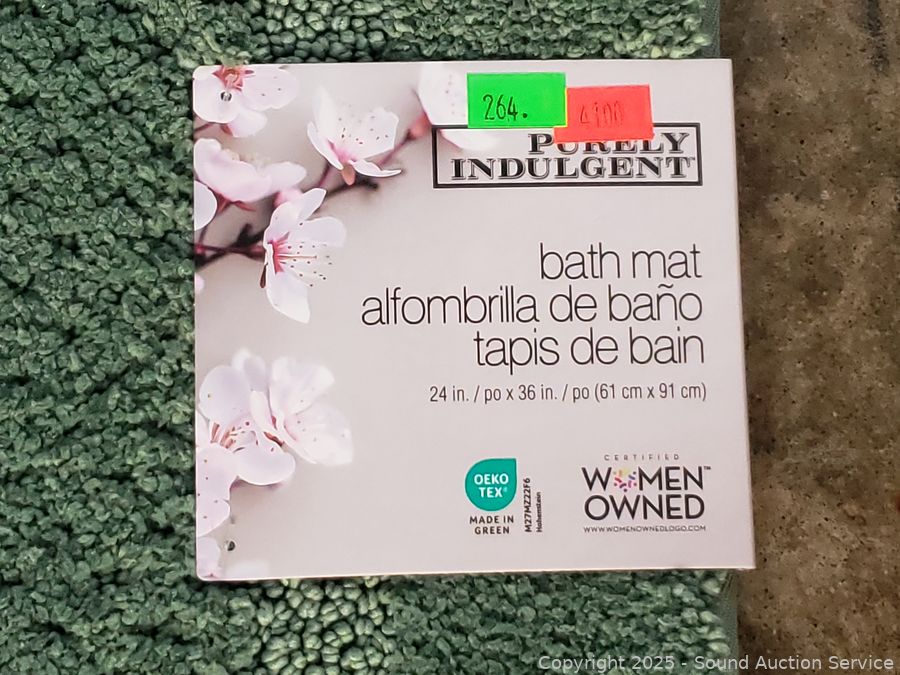 264.
4100
PURELY
INDULGENT
bath mat
alfombrilla de baño
tapis de bain
24 in. / po x 36 in. / po (61 cm x 91 cm)
OEKO
TEX®
MADE IN
GREEN
M27MZ22F6
Hohenstein
CERTIFIED
WOMEN™
OWNED
WWW.WOMENOWNEDLOGO.COM
Copyright 2025 - Sound Auction Service